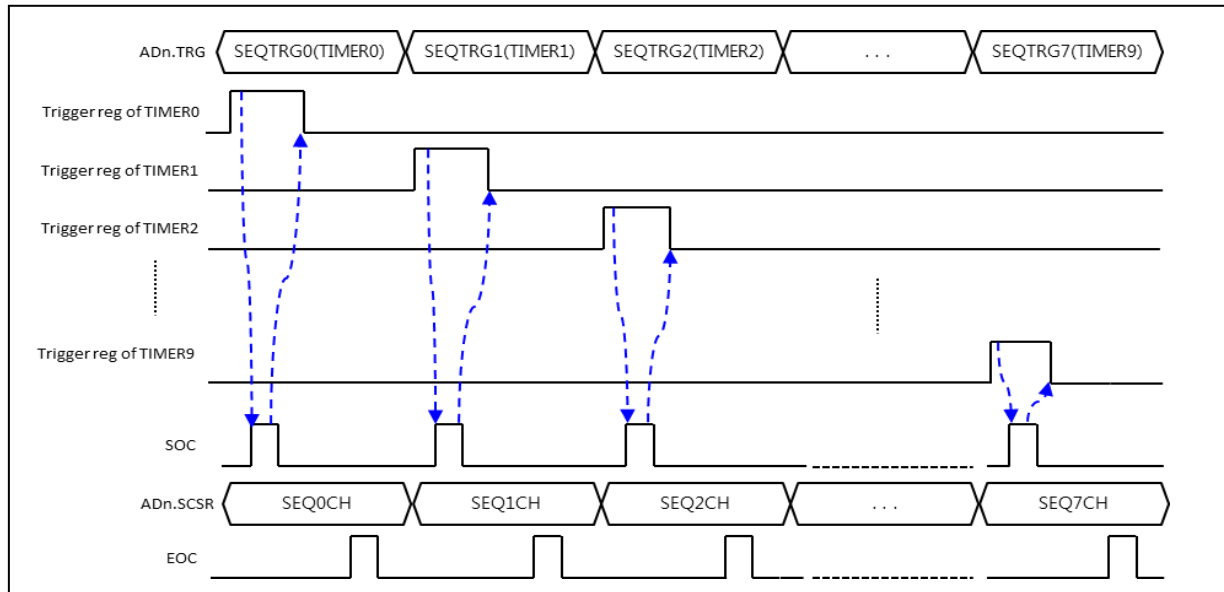 ADn.TRG SEQTRG0(TIMER0) SEQTRG1(TIMER1) SEQTRG2(TIMER2) . . . SEQTRG7(TIMER9)
Trigger reg of TIMER0
Trigger reg of TIMER1
Trigger reg of TIMER2
Trigger reg of TIMER9
SOC
ADn.SCSR SEQ0CH SEQ1CH SEQ2CH . . . SEQ7CH
EOC